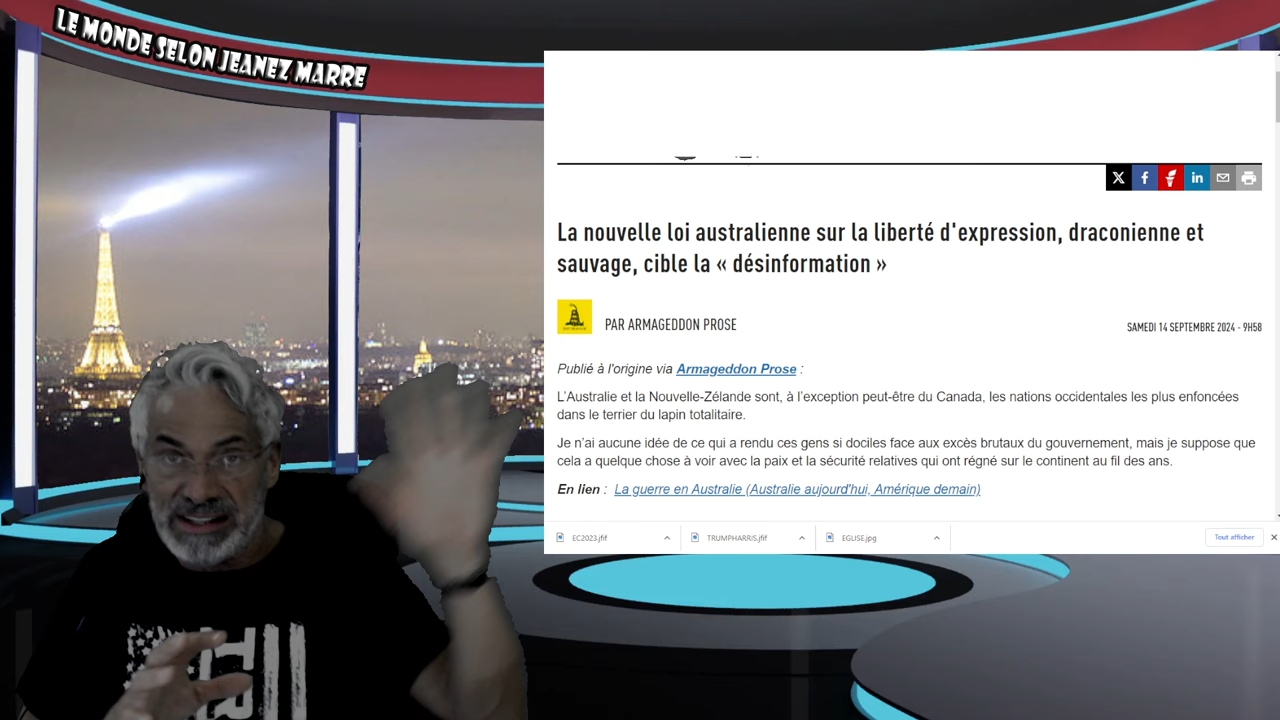 LE MONDE SELON JEANEZ MARRE
La nouvelle loi australienne sur la liberté d'expression, draconienne et
sauvage, cible la « désinformation »
PAR ARMAGEDDON PROSE
SAMEDI 14 SEPTEMBRE 2024 - 9H58
Publié à l'origine via Armageddon Prose :
L’Australie et la Nouvelle-Zélande sont, à l’exception peut-être du Canada, les nations occidentales les plus enfoncées
dans le terrier du lapin totalitaire.
Je n’ai aucune idée de ce qui a rendu ces gens si dociles face aux excès brutaux du gouvernement, mais je suppose que
cela a quelque chose à voir avec la paix et la sécurité relatives qui ont régné sur le continent au fil des ans.
En lien : La guerre en Australie (Australie aujourd'hui, Amérique demain)
EC2023.jfif
TRUMPHARRIS.jfif
EGLISE.jpg
Tout afficher